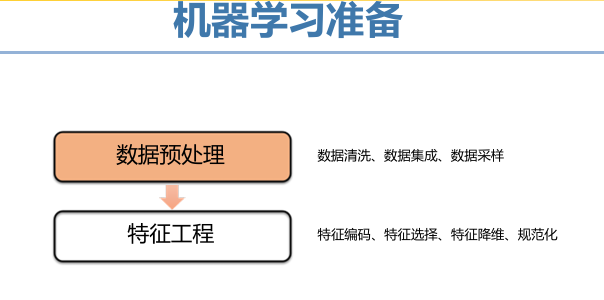 机器学习准备
数据预处理
数据清洗、数据集成、数据采样
特征工程
特征编码、特征选择、特征降维、规范化